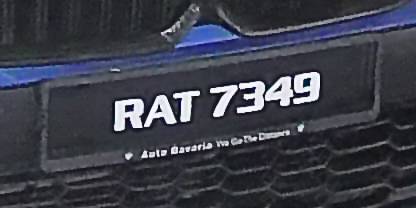 RAT 7349
Auto Bavaria We Go The Distance